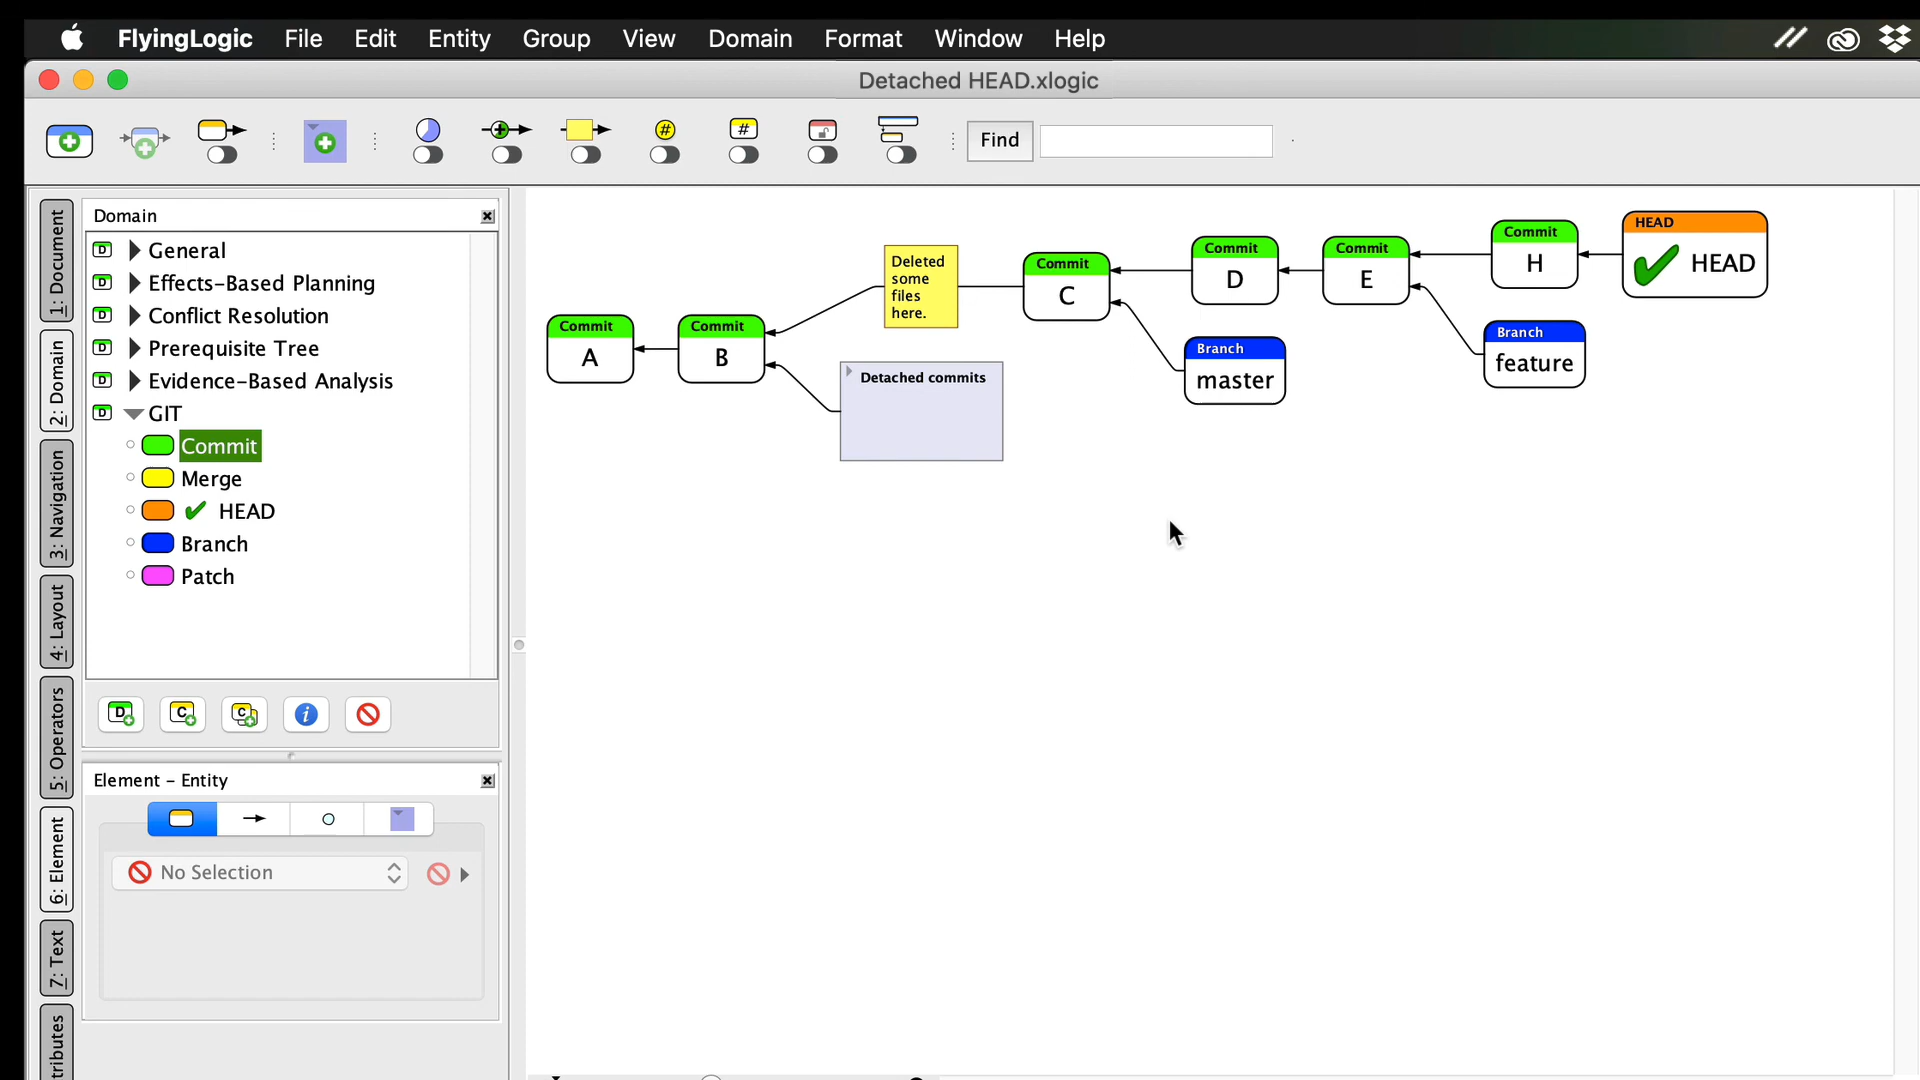 FlyingLogic File Edit Entity Group View Domain Format Window Help
Detached HEAD.xlogic
# # Find
1: Document
2: Domain
3: Navigation
4: Layout
5: Operators
6: Element
7: Text
tributes
Domain
D General
D Effects-Based Planning
D Conflict Resolution
D Prerequisite Tree
D Evidence-Based Analysis
D GIT
Commit
Merge
HEAD
Branch
Patch
D C C i
Element - Entity
No Selection
Commit
A
Commit
B
Deleted
some
files
here.
Detached commits
Commit
C
Commit
D
Branch
master
Commit
E
Commit
H
Branch
feature
HEAD
HEAD